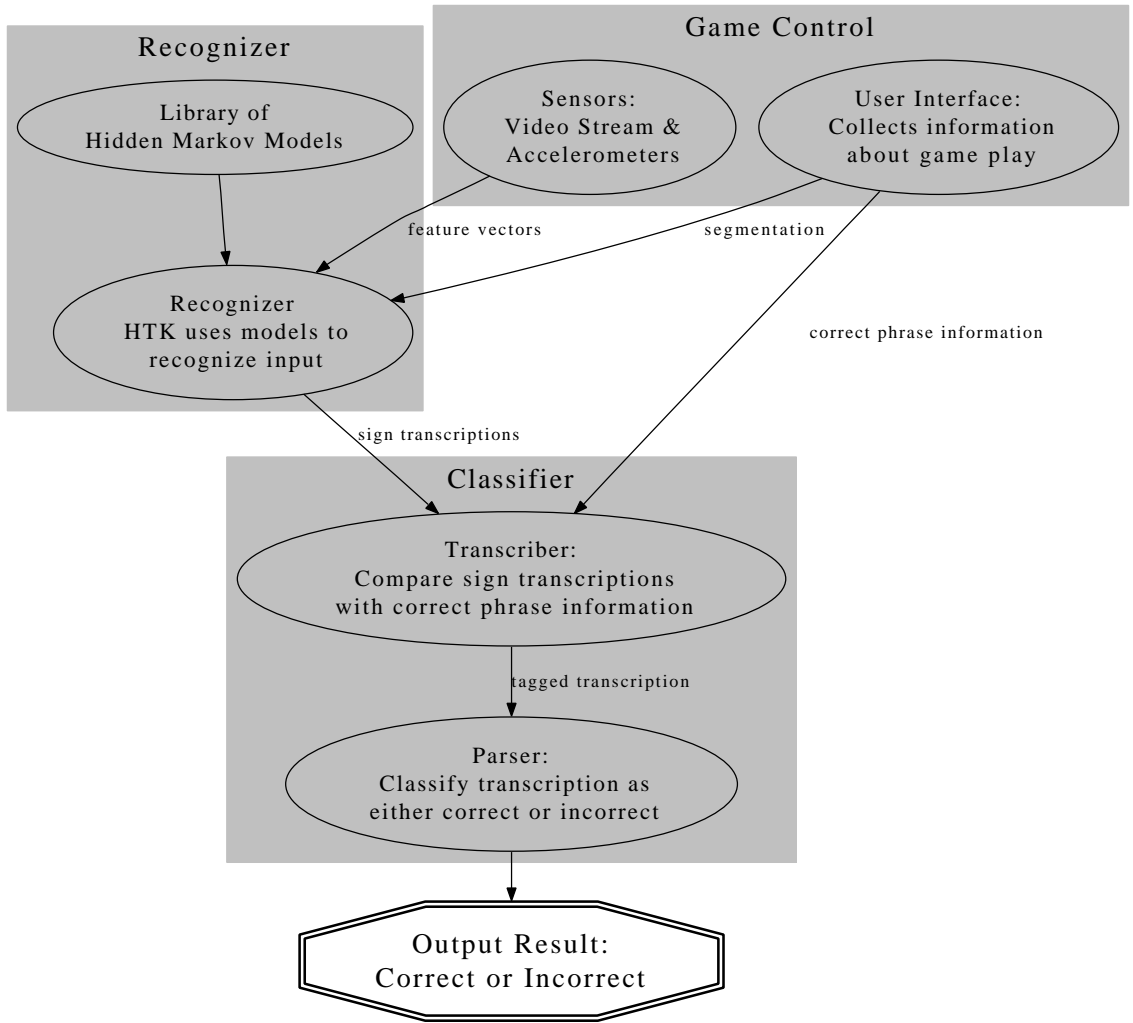 Game Control
Recognizer
Library of
Hidden Markov Models
Sensors:
Video Stream &
Accelerometers
User Interface:
Collects information
about game play
feature vectors
segmentation
Recognizer
HTK uses models to
recognize input
correct phrase information
sign transcriptions
Classifier
Transcriber:
Compare sign transcriptions
with correct phrase information
tagged transcription
Parser:
Classify transcription as
either correct or incorrect
Output Result:
Correct or Incorrect